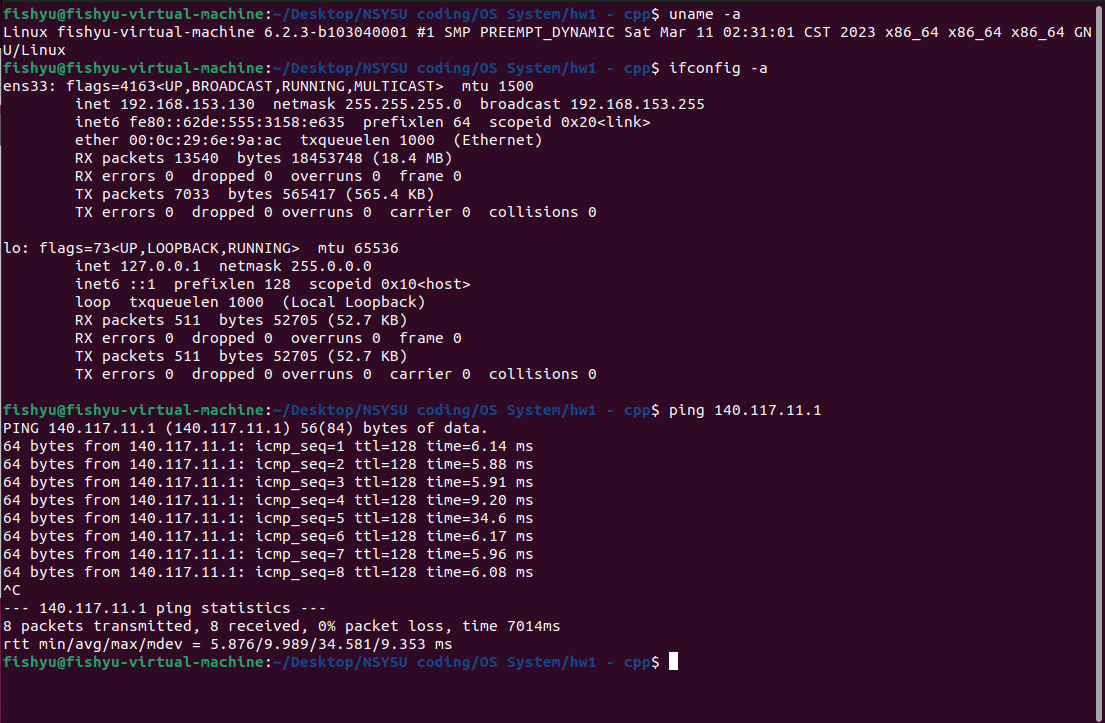 fishyu@fishyu-virtual-machine:~/Desktop/NSYSU coding/OS System/hw1 - cpp$ uname -a
Linux fishyu-virtual-machine 6.2.3-b103040001 #1 SMP PREEMPT_DYNAMIC Sat Mar 11 02:31:01 CST 2023 x86_64 x86_64 x86_64 GN
U/Linux
fishyu@fishyu-virtual-machine:~/Desktop/NSYSU coding/OS System/hw1 - cpp$ ifconfig -a
ens33: flags=4163<UP,BROADCAST,RUNNING,MULTICAST>  mtu 1500
        inet 192.168.153.130  netmask 255.255.255.0  broadcast 192.168.153.255
        inet6 fe80::62de:555:3158:e635  prefixlen 64  scopeid 0x20<link>
        ether 00:0c:29:6e:9a:ac  txqueuelen 1000  (Ethernet)
        RX packets 13540  bytes 18453748 (18.4 MB)
        RX errors 0  dropped 0  overruns 0  frame 0
        TX packets 7033  bytes 565417 (565.4 KB)
        TX errors 0  dropped 0 overruns 0  carrier 0  collisions 0

lo: flags=73<UP,LOOPBACK,RUNNING>  mtu 65536
        inet 127.0.0.1  netmask 255.0.0.0
        inet6 ::1  prefixlen 128  scopeid 0x10<host>
        loop  txqueuelen 1000  (Local Loopback)
        RX packets 511  bytes 52705 (52.7 KB)
        RX errors 0  dropped 0  overruns 0  frame 0
        TX packets 511  bytes 52705 (52.7 KB)
        TX errors 0  dropped 0 overruns 0  carrier 0  collisions 0

fishyu@fishyu-virtual-machine:~/Desktop/NSYSU coding/OS System/hw1 - cpp$ ping 140.117.11.1
PING 140.117.11.1 (140.117.11.1) 56(84) bytes of data.
64 bytes from 140.117.11.1: icmp_seq=1 ttl=128 time=6.14 ms
64 bytes from 140.117.11.1: icmp_seq=2 ttl=128 time=5.88 ms
64 bytes from 140.117.11.1: icmp_seq=3 ttl=128 time=5.91 ms
64 bytes from 140.117.11.1: icmp_seq=4 ttl=128 time=9.20 ms
64 bytes from 140.117.11.1: icmp_seq=5 ttl=128 time=34.6 ms
64 bytes from 140.117.11.1: icmp_seq=6 ttl=128 time=6.17 ms
64 bytes from 140.117.11.1: icmp_seq=7 ttl=128 time=5.96 ms
64 bytes from 140.117.11.1: icmp_seq=8 ttl=128 time=6.08 ms
^C
--- 140.117.11.1 ping statistics ---
8 packets transmitted, 8 received, 0% packet loss, time 7014ms
rtt min/avg/max/mdev = 5.876/9.989/34.581/9.353 ms
fishyu@fishyu-virtual-machine:~/Desktop/NSYSU coding/OS System/hw1 - cpp$